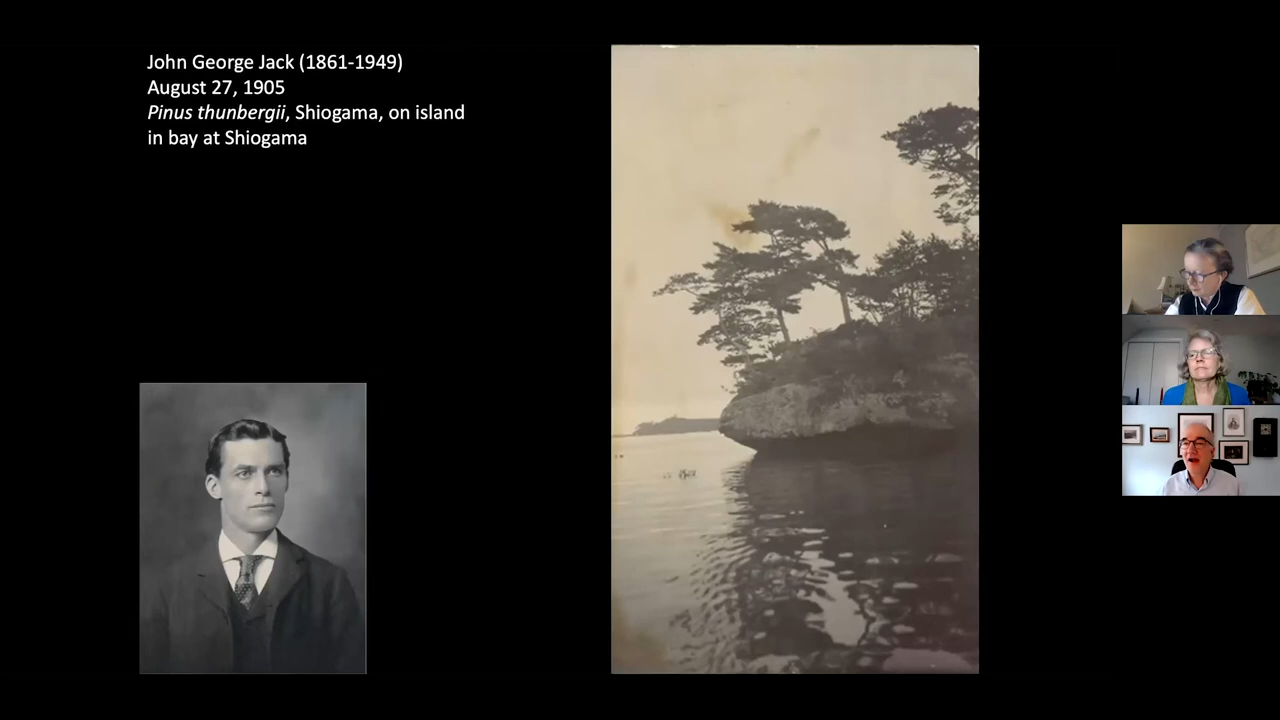 John George Jack (1861-1949)
August 27, 1905
Pinus thunbergii, Shiogama, on island
in bay at Shiogama